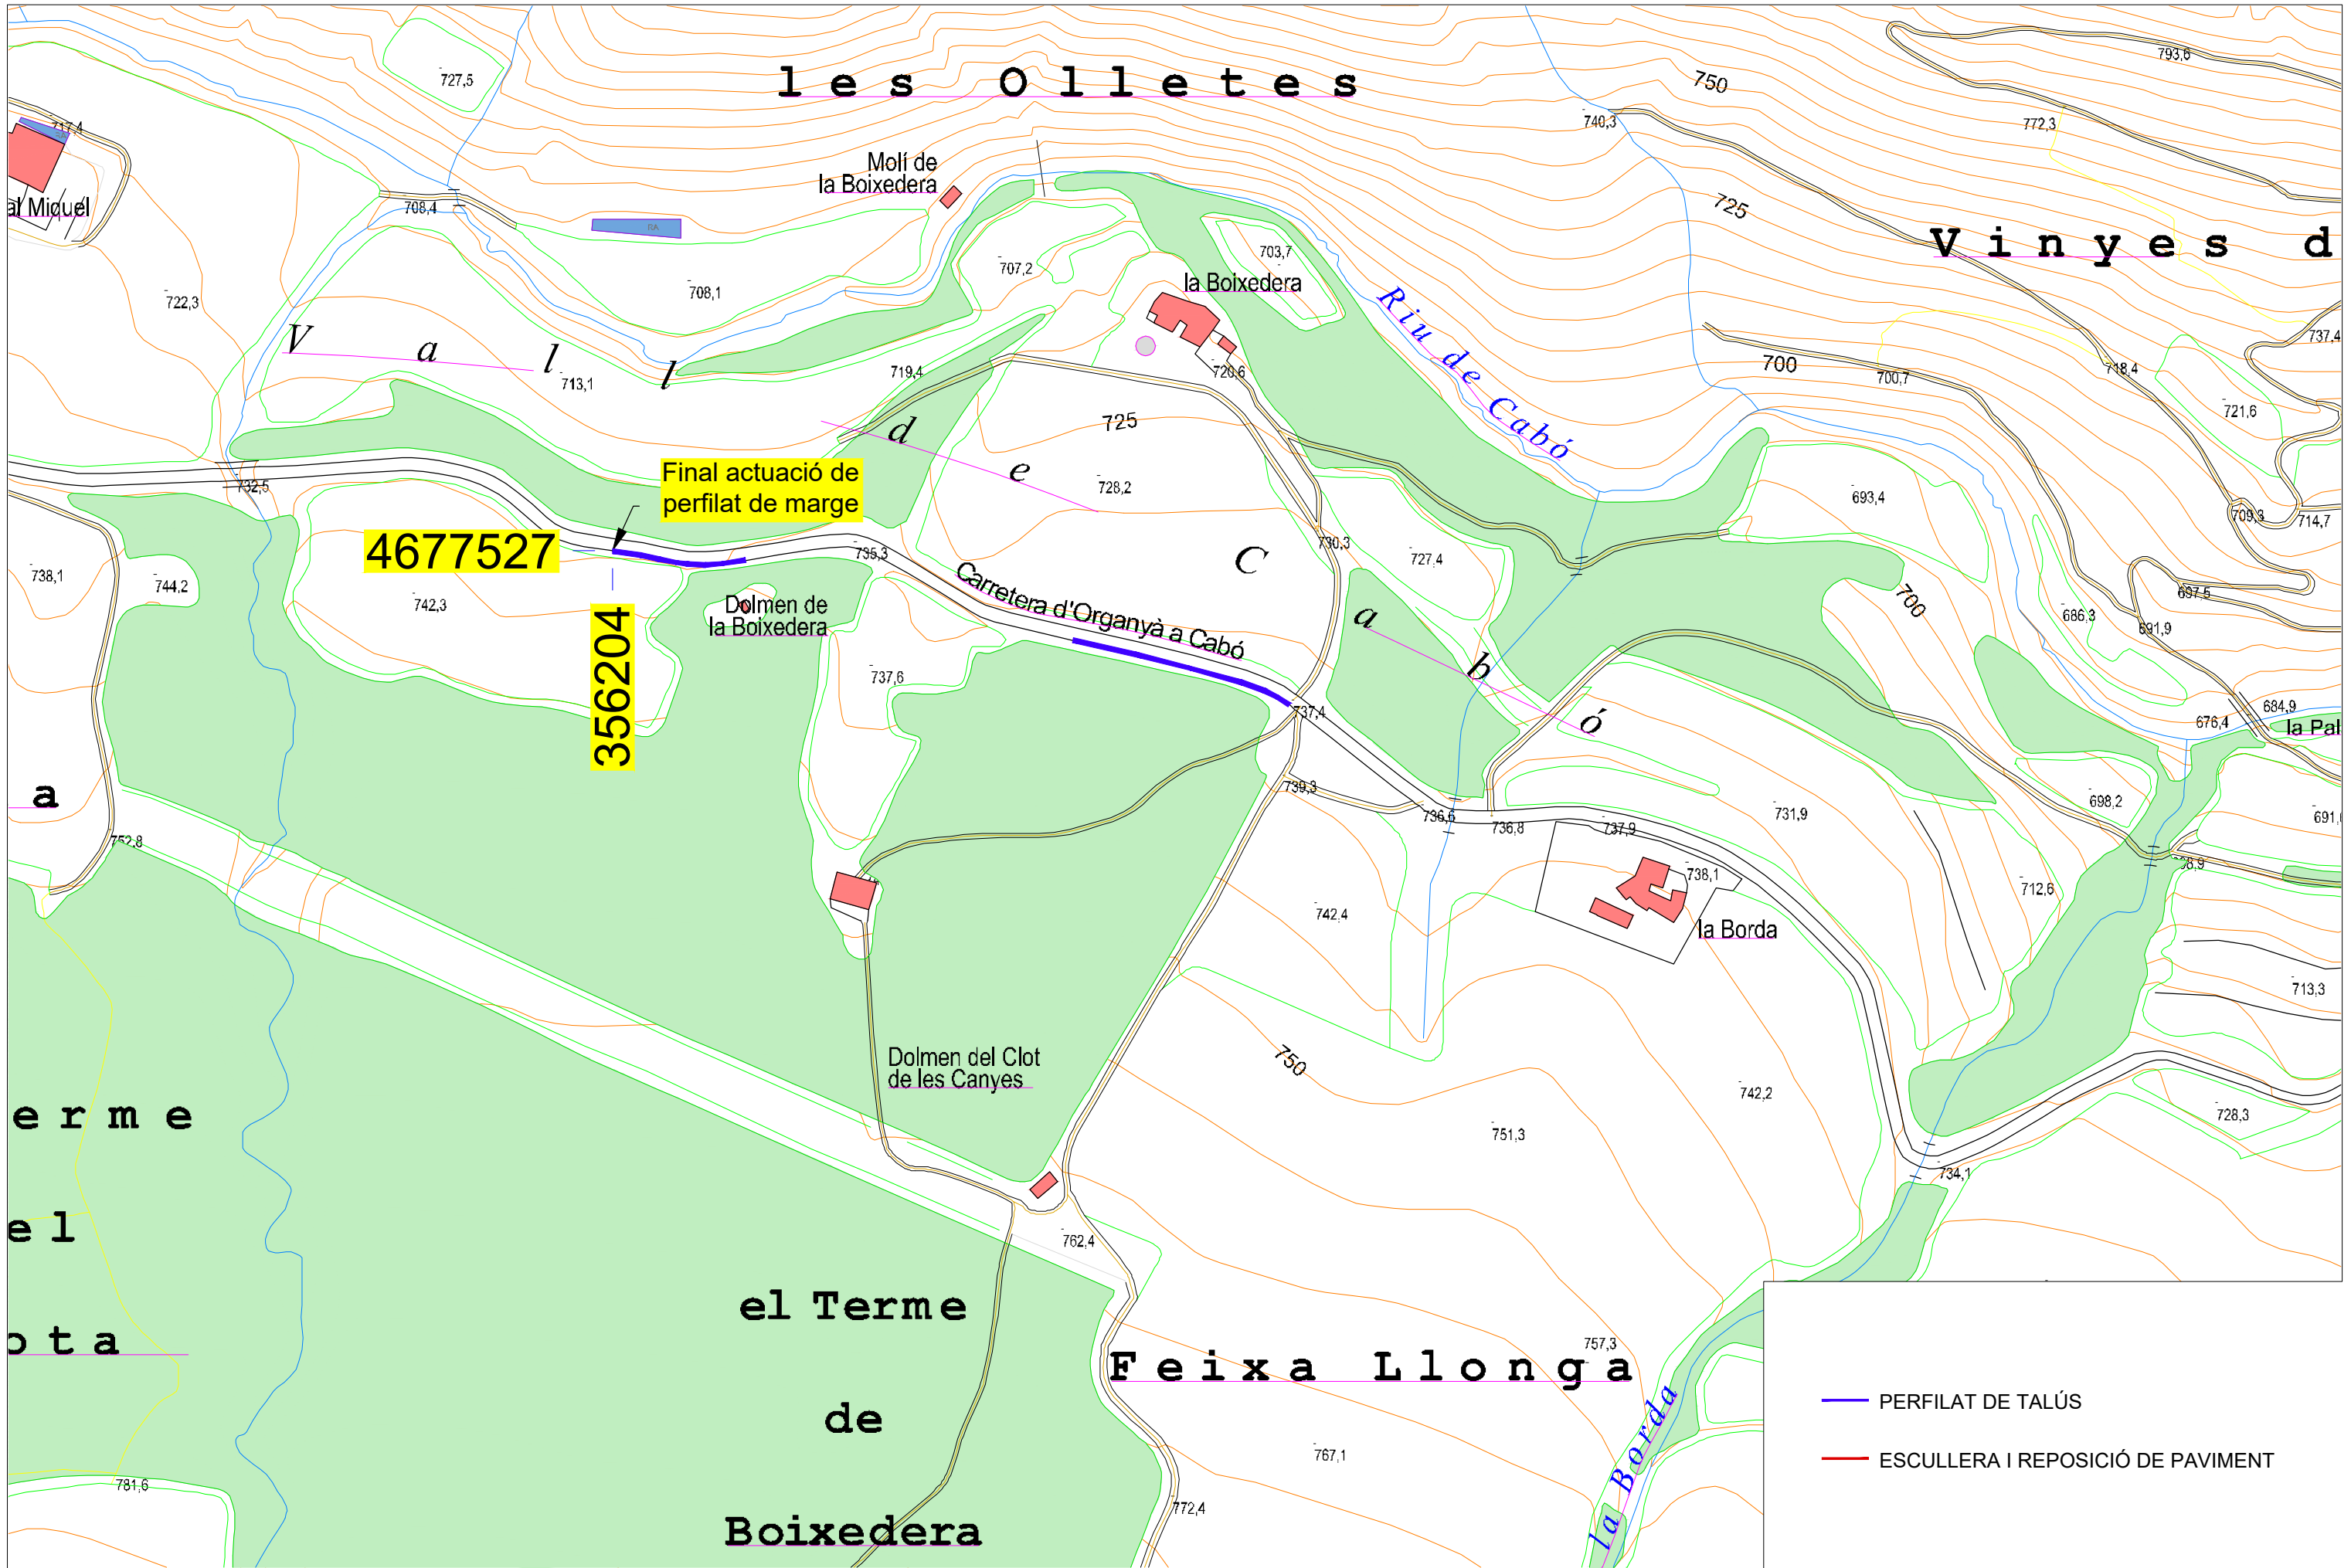 les Olletes
793,6
750
727,5
772,3
740,3
717,4
Molí de
la Boixedera
708,4
al Miquel
725
Vinyes d
703,7
707,2
la Boixedera
708,1
722,3
Riu de Cabó
Vall de Cabó
737,4
713,1
719,4
720,6
700
700,7
718,4
721,6
725
Final actuació de
perfilat de marge
732,5
728,2
693,4
709,3
714,7
4677527
735,3
730,3
727,4
738,1
744,2
742,3
Carretera d'Organyà a Cabó
700
697,5
Dolmen de
la Boixedera
686,3
691,9
356204
737,6
737,4
684,9
676,4
la Pal
a
739,3
698,2
736,6
736,8
737,9
731,9
691,
752,8
738,1
712,6
742,4
la Borda
713,3
Dolmen del Clot
de les Canyes
750
742,2
728,3
erme
751,3
734,1
el
762,4
el Terme
ota
757,3
Feixa Llonga
PERFILAT DE TALÚS
de
la Borda
767,1
ESCULLERA I REPOSICIÓ DE PAVIMENT
781,6
772,4
Boixedera